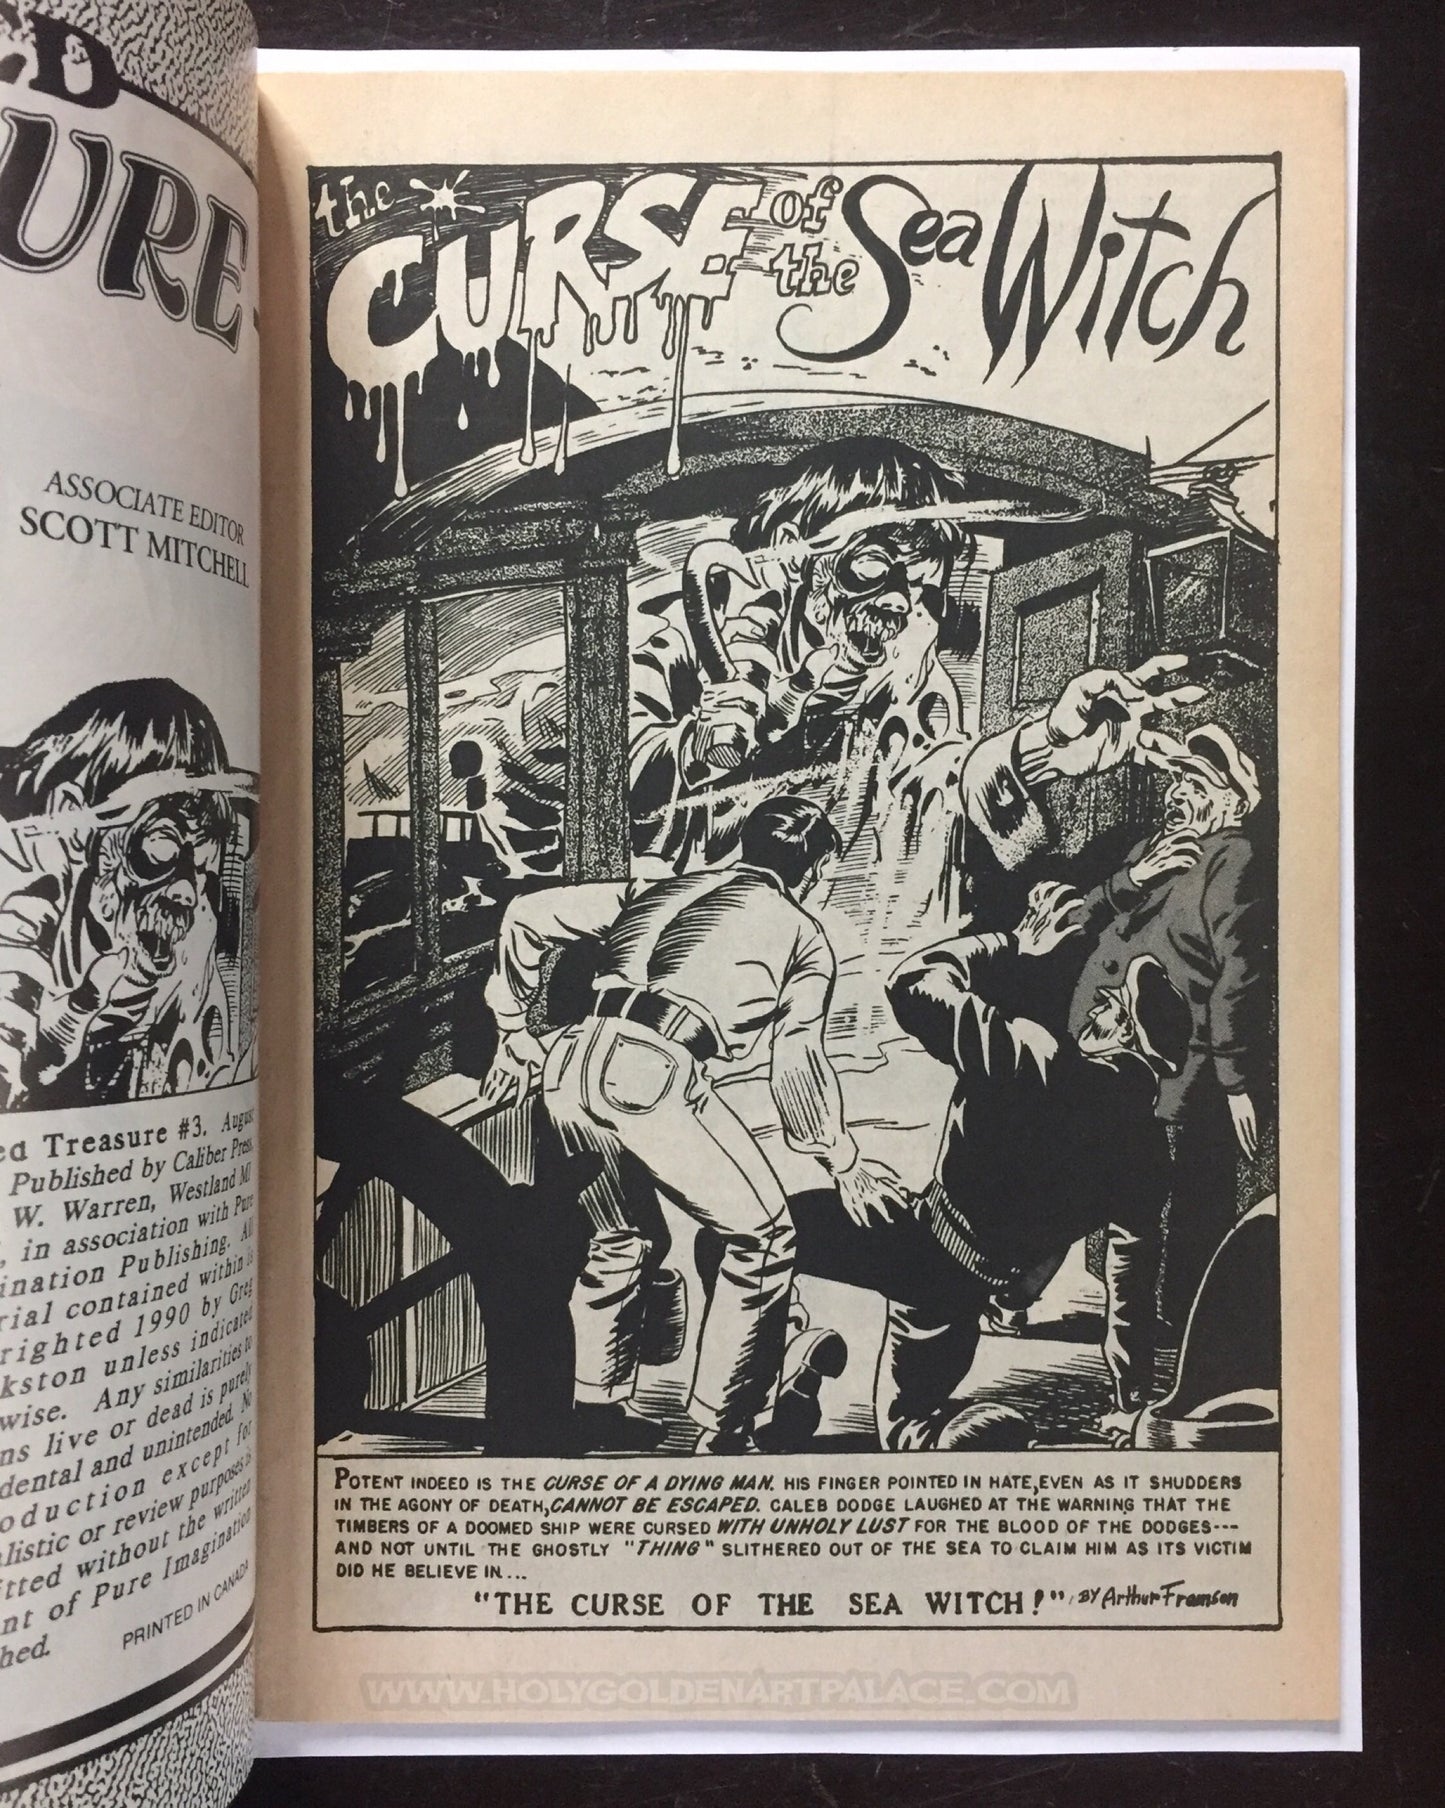 URE
ASSOCIATE EDITOR
SCOTT MITCHELL
Treasure #3. August
Published by Caliber Press,
W. Warren, Westland MI
in association with Pure
Publishing. All
contained within is
1990 by Greg
unless indicated
Any similarities to
live or dead is purely
and unintended. No
except for
or review purposes is
without the written
of Pure Imagination
PRINTED IN CANADA
the CURSE of the Sea Witch
POTENT INDEED IS THE CURSE OF A DYING MAN. HIS FINGER POINTED IN HATE, EVEN AS IT SHUDDERS
IN THE AGONY OF DEATH, CANNOT BE ESCAPED. CALEB DODGE LAUGHED AT THE WARNING THAT THE
TIMBERS OF A DOOMED SHIP WERE CURSED WITH UNHOLY LUST FOR THE BLOOD OF THE DODGES---
AND NOT UNTIL THE GHOSTLY "THING" SLITHERED OUT OF THE SEA TO CLAIM HIM AS ITS VICTIM
DID HE BELIEVE IN...
"THE CURSE OF THE SEA WITCH!" BY Arthur Framson
WWW.HOLYGOLDENARTPALACE.COM